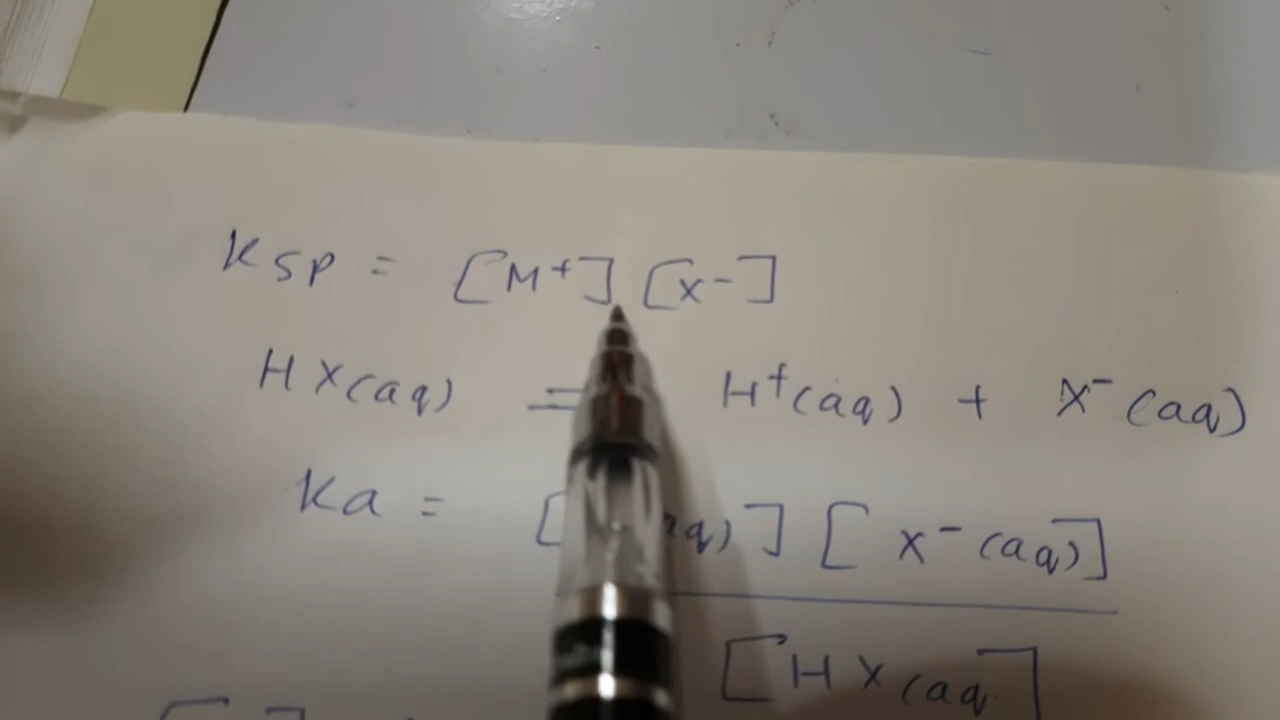 Ksp = [M+] [X-]
HX(aq) = H+(aq) + X-(aq)
Ka = [ aq)] [X-(aq)]
[HX(aq]